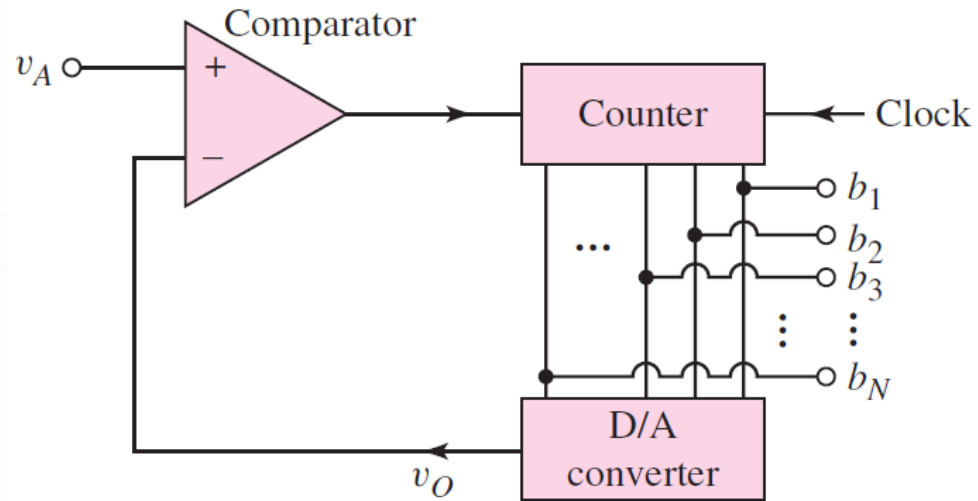 Comparator
v_A
+
−
Counter
Clock
b_1
b_2
...
b_3
⋮ ⋮
b_N
D/A
converter
v_O